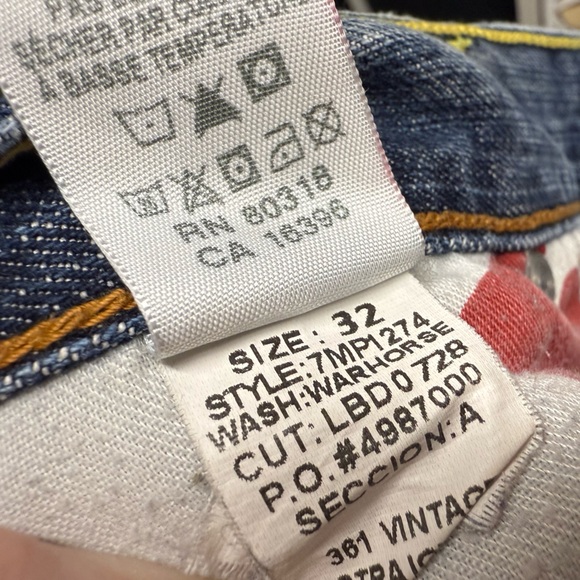 SÉCHER PAR
À BASSE TEMPÉRATURE
RN 80318
CA 16396
SIZE: 32
STYLE:7MP1274
WASH:WARHORSE
CUT: LBD0728
P.O. #4987000
SECCION:A
361 VINTAGE